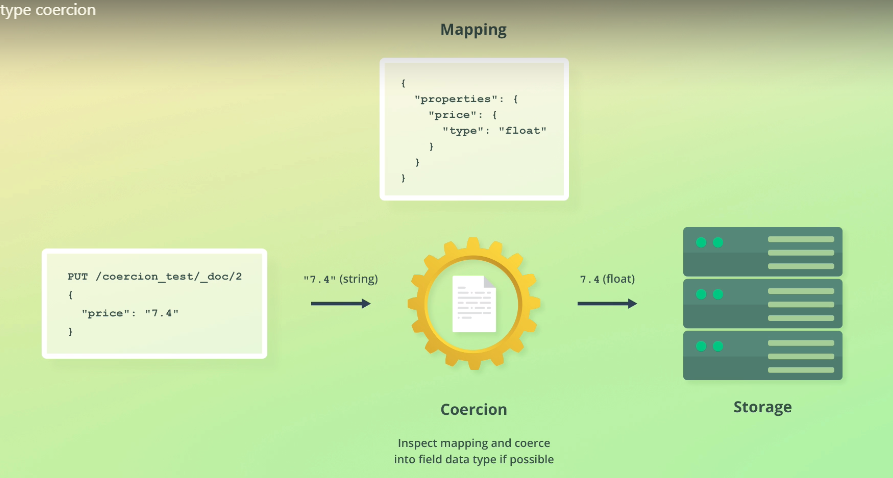 type coercion
Mapping
{
"properties": {
"price": {
"type": "float"
}
}
}
PUT /coercion_test/_doc/2
{
"price": "7.4"
}
"7.4" (string)
7.4 (float)
Coercion
Inspect mapping and coerce
into field data type if possible
Storage